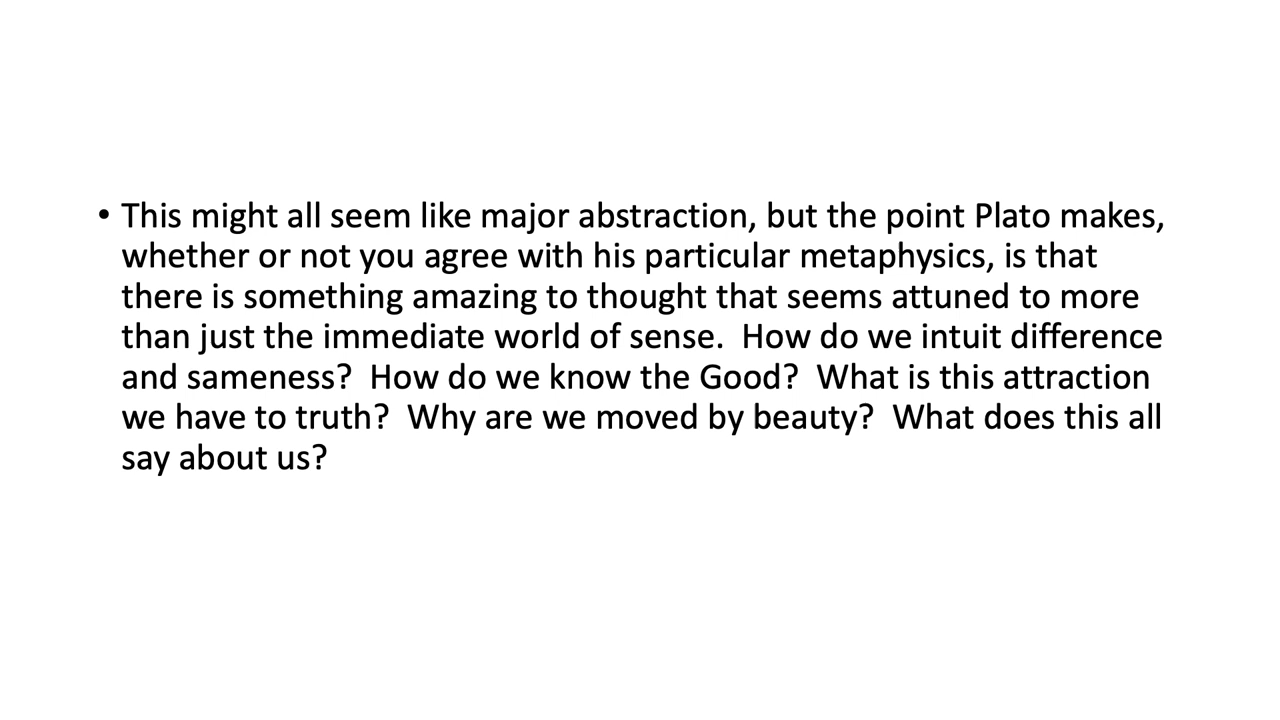 • This might all seem like major abstraction, but the point Plato makes,
whether or not you agree with his particular metaphysics, is that
there is something amazing to thought that seems attuned to more
than just the immediate world of sense.  How do we intuit difference
and sameness?  How do we know the Good?  What is this attraction
we have to truth?  Why are we moved by beauty?  What does this all
say about us?